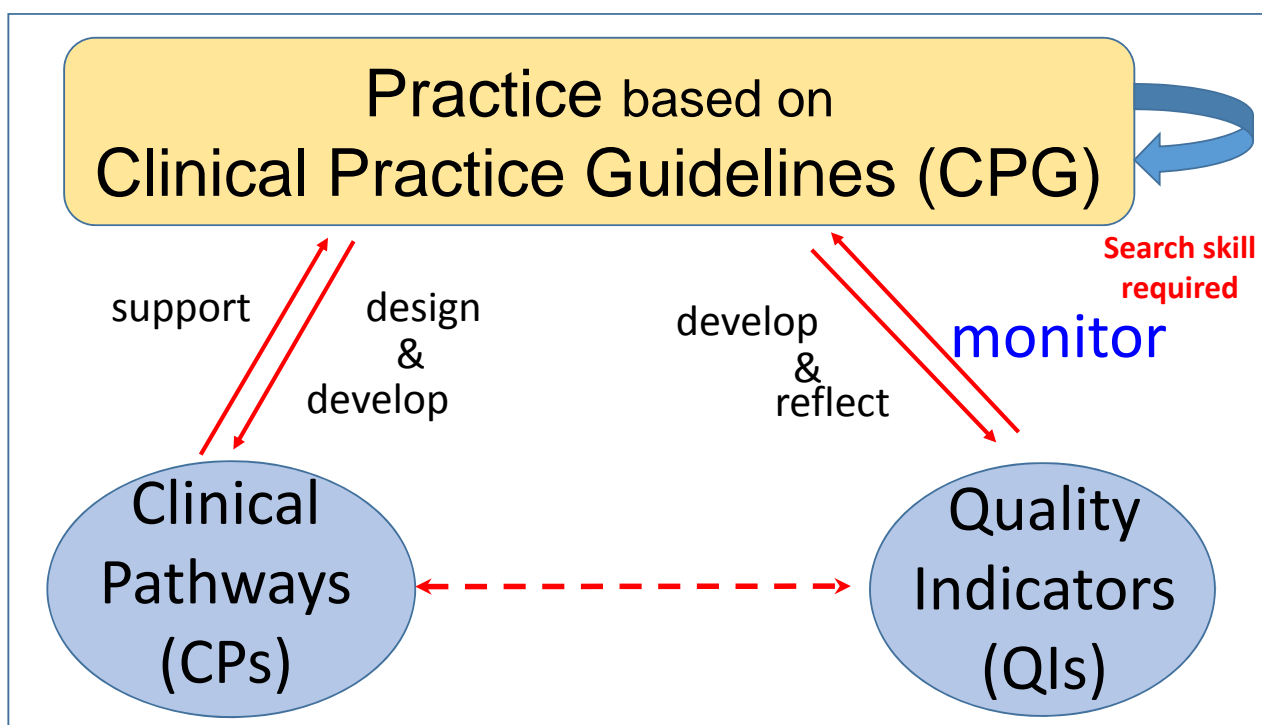 Practice based on
Clinical Practice Guidelines (CPG)
Search skill
required
support
design
&
develop
develop
&
reflect
monitor
Clinical
Pathways
(CPs)
Quality
Indicators
(QIs)